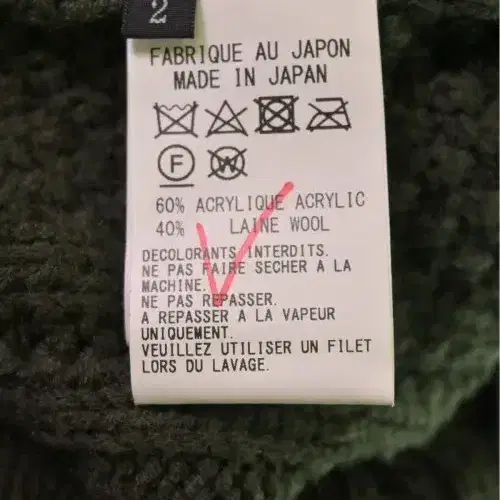 2
FABRIQUE AU JAPON
MADE IN JAPAN
F
W
60% ACRYLIQUE ACRYLIC
40% LAINE WOOL
DECOLORANTS INTERDITS.
NE PAS FAIRE SECHER A LA
MACHINE.
NE PAS REPASSER.
A REPASSER A LA VAPEUR
UNIQUEMENT.
VEUILLEZ UTILISER UN FILET
LORS DU LAVAGE.